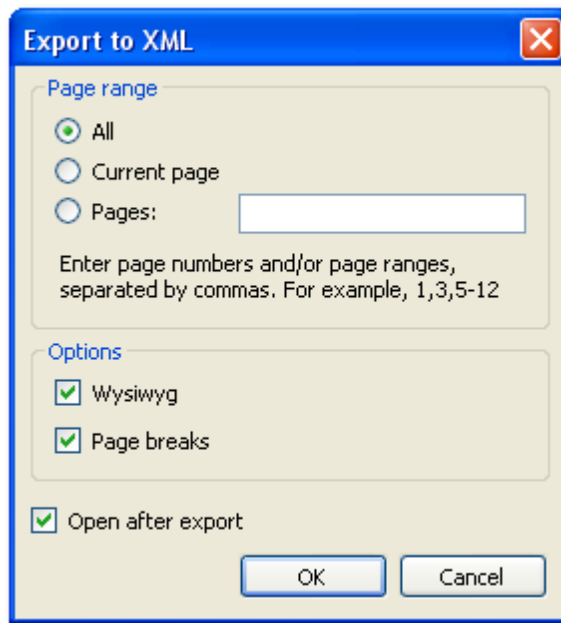 Export to XML
Page range
All
Current page
Pages:
Enter page numbers and/or page ranges,
separated by commas. For example, 1,3,5-12
Options
Wysiwyg
Page breaks
Open after export
OK Cancel